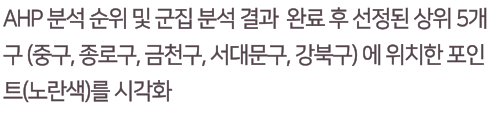 AHP 분석 순위 및 군집 분석 결과  완료 후 선정된 상위 5개
구 (중구, 종로구, 금천구, 서대문구, 강북구) 에 위치한 포인
트(노란색)를 시각화